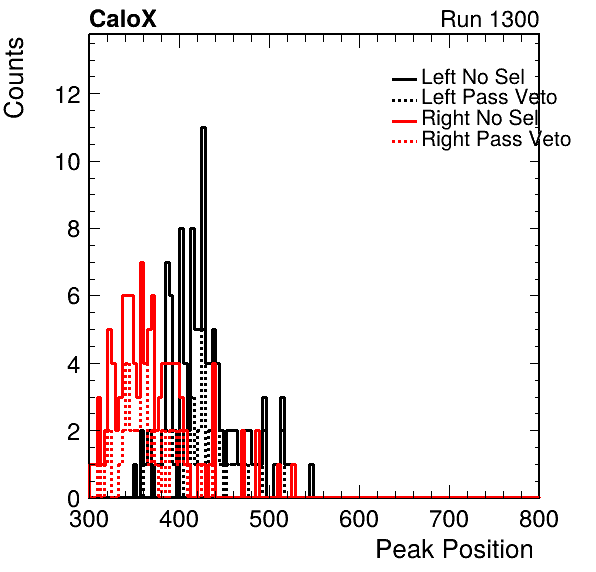 CaloX Run 1300
Counts
Left No Sel
Left Pass Veto
Right No Sel
Right Pass Veto
12
10
8
6
4
2
0
300 400 500 600 700 800
Peak Position